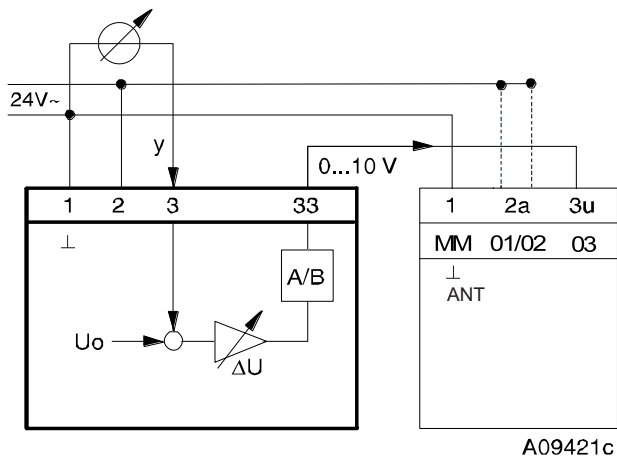 24V~
y
0...10 V
1 2 3 33
1 2a 3u
MM 01/02 03
⊥
A/B
⊥
ANT
Uo
ΔU
A09421c